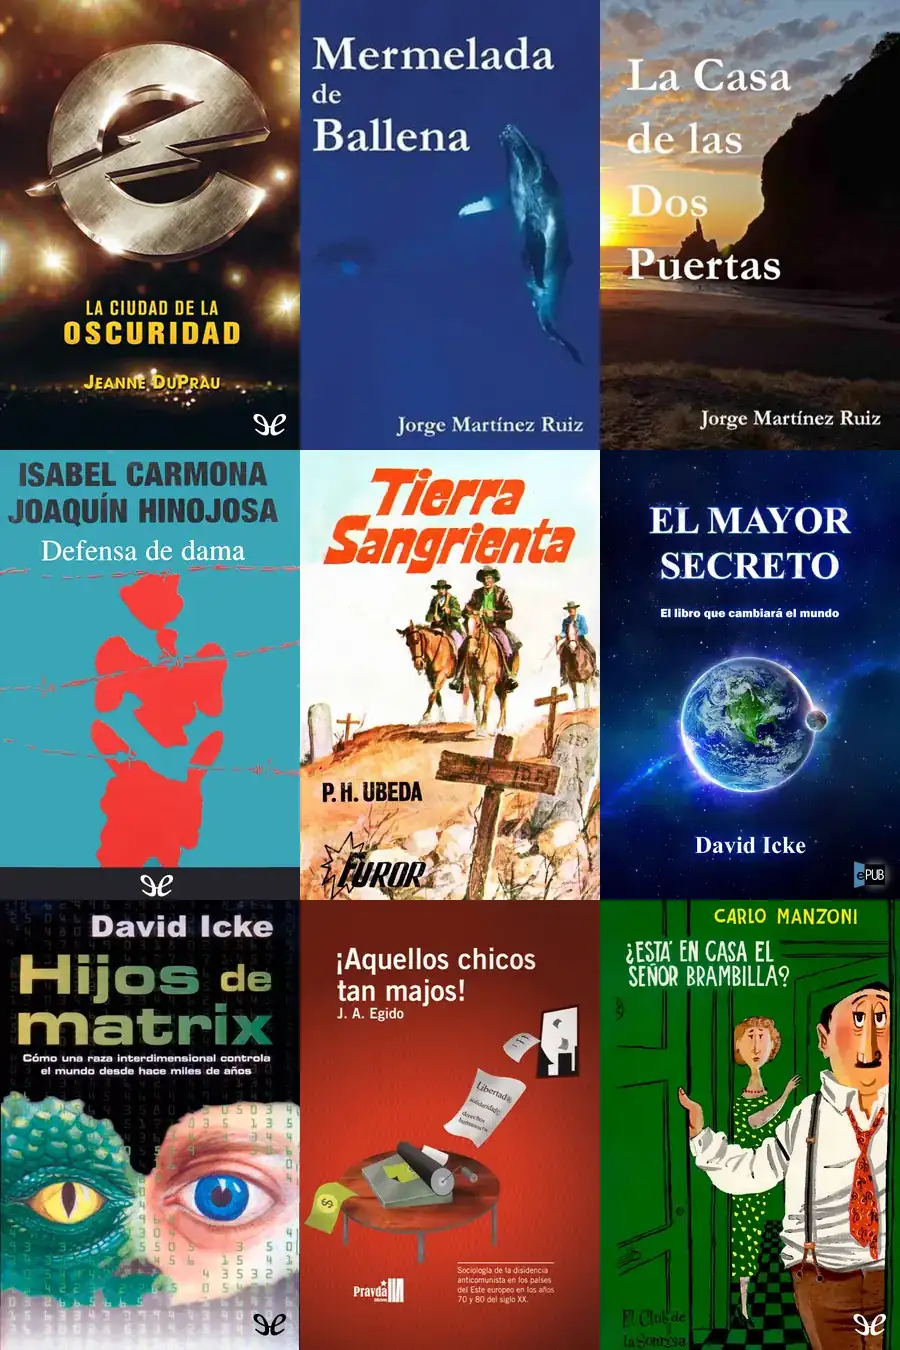 LA CIUDAD DE LA
OSCURIDAD
JEANNE DUPRAU
Mermelada
de
Ballena
Jorge Martínez Ruiz
La Casa
de las
Dos
Puertas
Jorge Martínez Ruiz
ISABEL CARMONA
JOAQUÍN HINOJOSA
Defensa de dama
Tierra
Sangrienta
P. H. UBEDA
FUROR
EL MAYOR
SECRETO
El libro que cambiará el mundo
David Icke
ePUB
David Icke
Hijos de
matrix
Cómo una raza interdimensional controla
el mundo desde hace miles de años
¡Aquellos chicos
tan majos!
J. A. Egido
Libertad
solidaridad
derechos
humanos
Sociología de la disidencia
anticomunista en los países
del Este europeo en los años
70 y 80 del siglo XX.
Pravda
CARLO MANZONI
¿ESTÁ EN CASA EL
SEÑOR BRAMBILLA?
El Club de
la Sonrisa